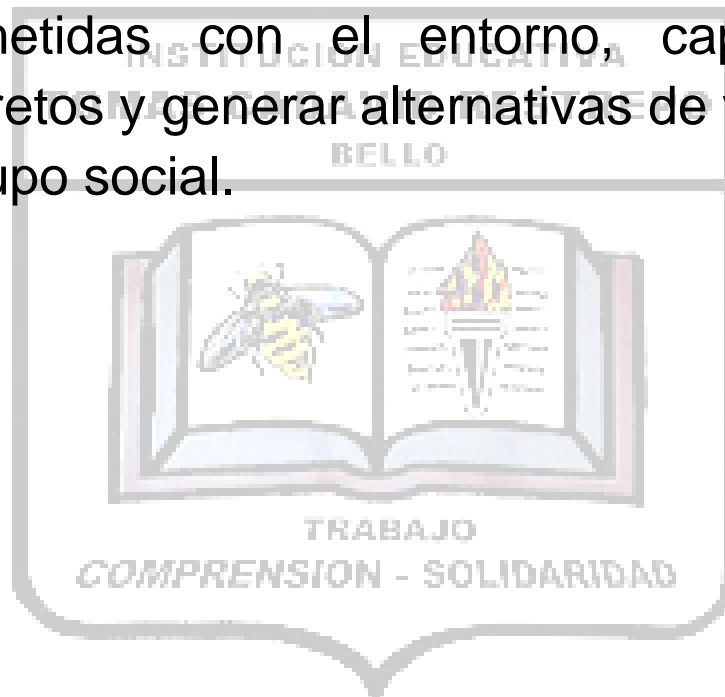 metidas con el entorno, cap
INSTITUCION EDUCATIVA
retos y generar alternativas de v
BELLO
upo social.
TRABAJO
COMPRENSION - SOLIDARIDAD